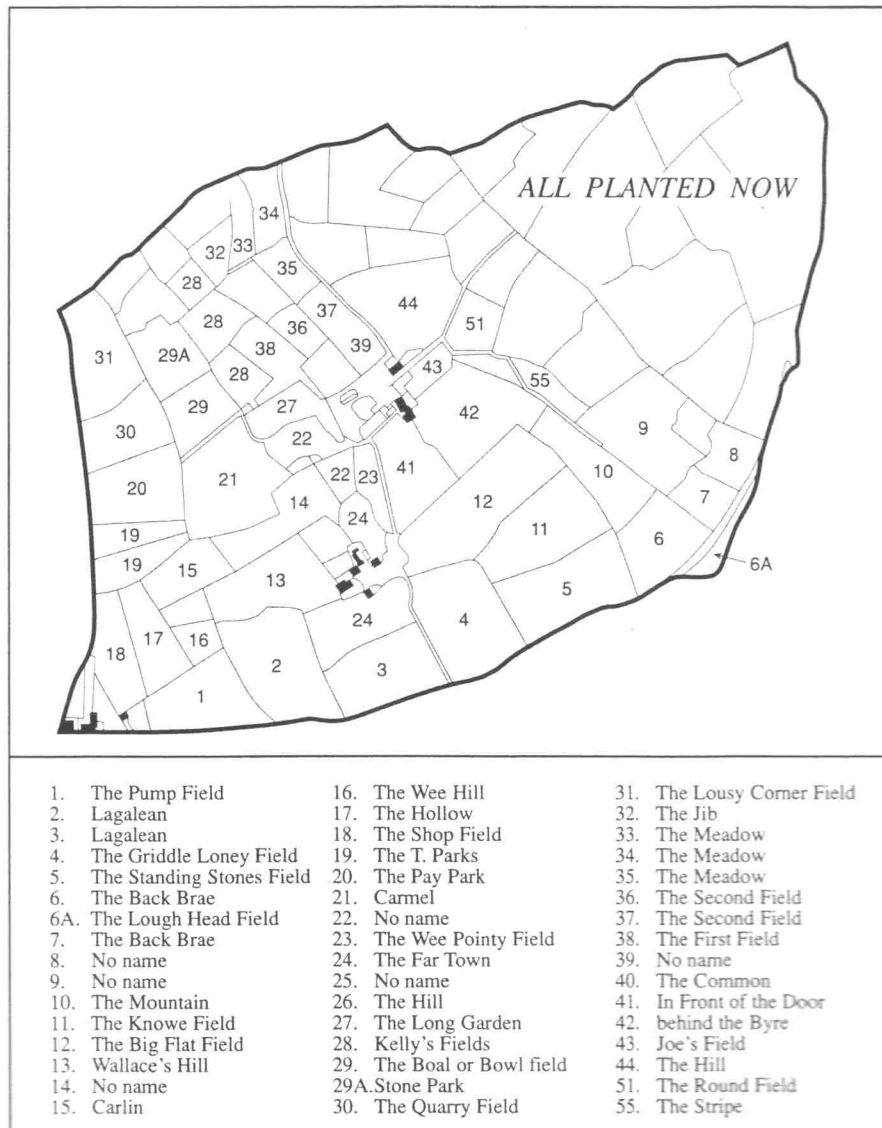 ALL PLANTED NOW
34
32
33
28
35
44
31
28
37
51
36
29A
38
39
43
28
55
29
27
42
9
30
22
8
21
22
23
41
10
20
7
14
12
24
11
6
19
6A
19
15
13
5
24
4
17
16
18
2
3
1
1. The Pump Field
2. Lagalean
3. Lagalean
4. The Griddle Loney Field
5. The Standing Stones Field
6. The Back Brae
6A. The Lough Head Field
7. The Back Brae
8. No name
9. No name
10. The Mountain
11. The Knowe Field
12. The Big Flat Field
13. Wallace's Hill
14. No name
15. Carlin
16. The Wee Hill
17. The Hollow
18. The Shop Field
19. The T. Parks
20. The Pay Park
21. Carmel
22. No name
23. The Wee Pointy Field
24. The Far Town
25. No name
26. The Hill
27. The Long Garden
28. Kelly's Fields
29. The Boal or Bowl field
29A. Stone Park
30. The Quarry Field
31. The Lousy Corner Field
32. The Jib
33. The Meadow
34. The Meadow
35. The Meadow
36. The Second Field
37. The Second Field
38. The First Field
39. No name
40. The Common
41. In Front of the Door
42. behind the Byre
43. Joe's Field
44. The Hill
51. The Round Field
55. The Stripe